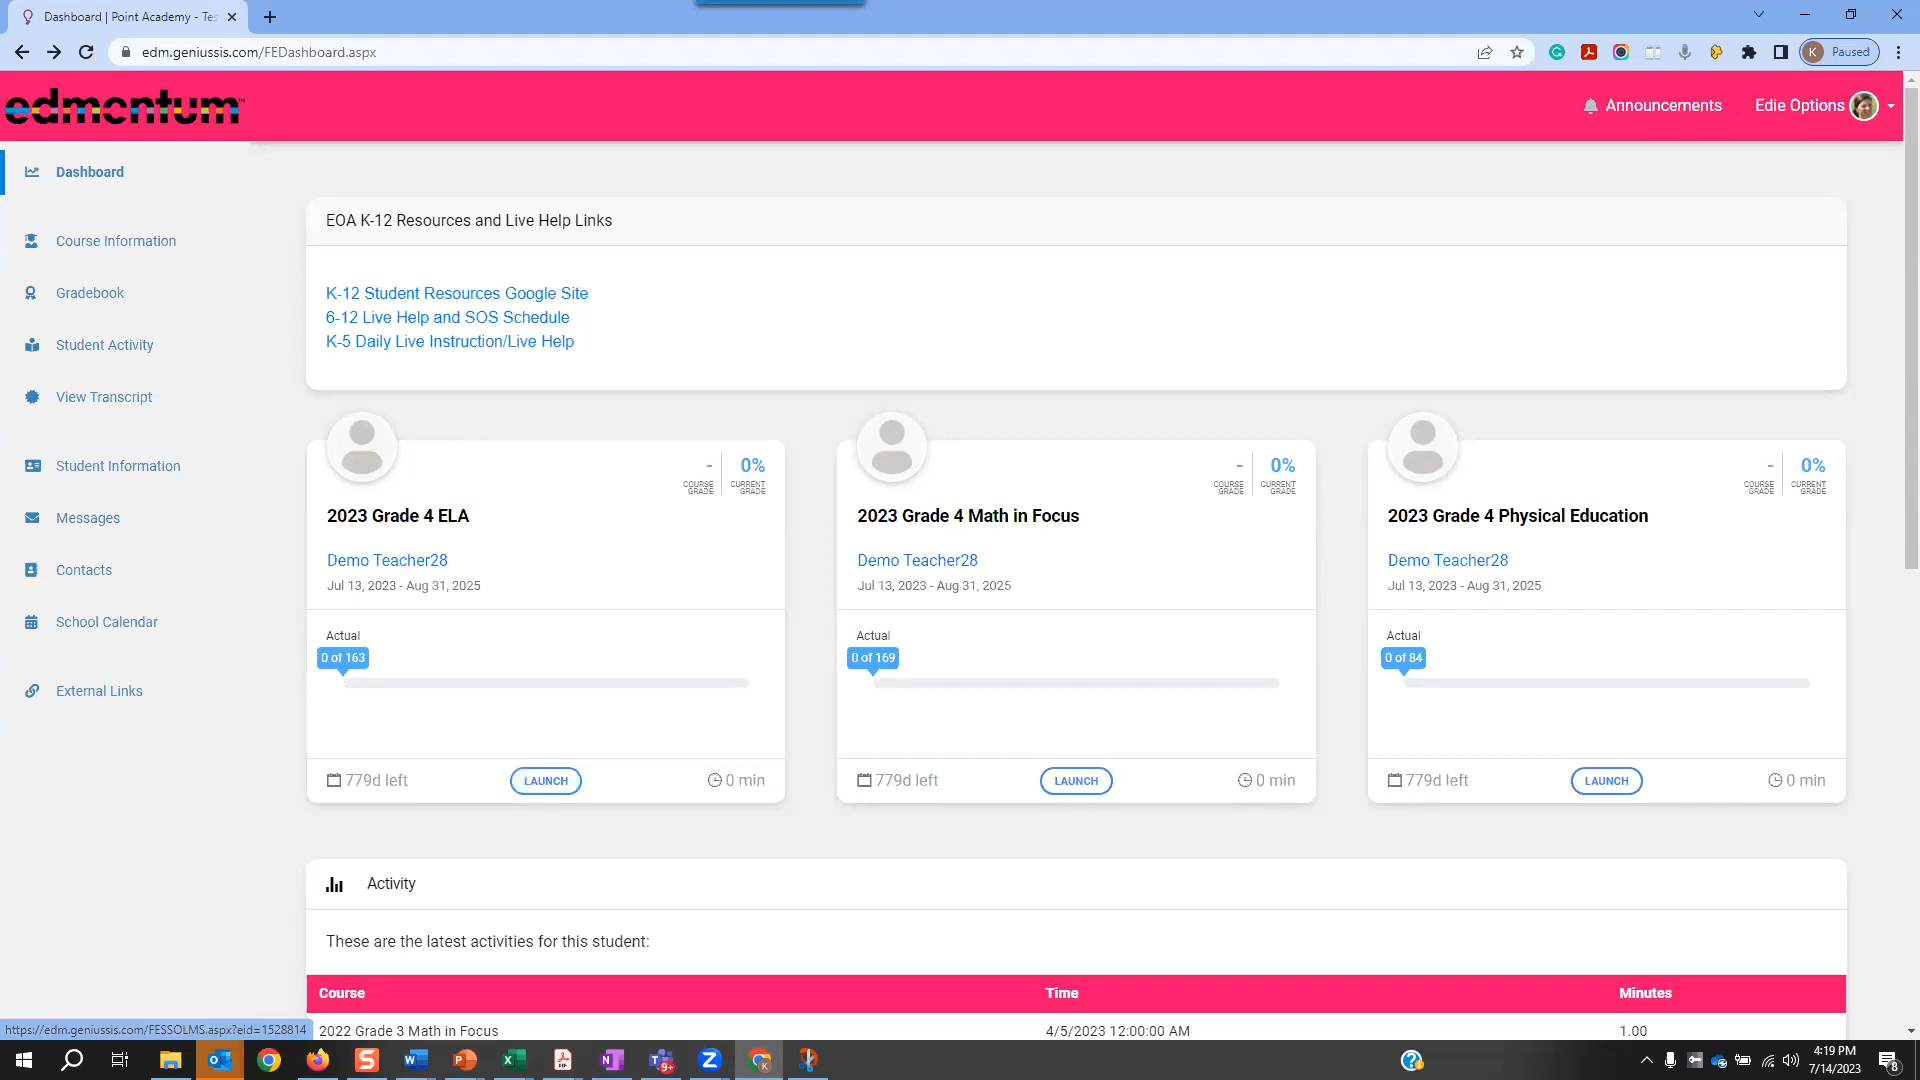 Dashboard | Point Academy - Tes
edm.geniussis.com/FEDashboard.aspx
K Paused
edmentum™
Announcements
Edie Options
Dashboard
Course Information
Gradebook
Student Activity
View Transcript
Student Information
Messages
Contacts
School Calendar
External Links
EOA K-12 Resources and Live Help Links
K-12 Student Resources Google Site
6-12 Live Help and SOS Schedule
K-5 Daily Live Instruction/Live Help
- COURSE GRADE
0% CURRENT GRADE
2023 Grade 4 ELA
Demo Teacher28
Jul 13, 2023 - Aug 31, 2025
Actual
0 of 163
779d left
LAUNCH
0 min
- COURSE GRADE
0% CURRENT GRADE
2023 Grade 4 Math in Focus
Demo Teacher28
Jul 13, 2023 - Aug 31, 2025
Actual
0 of 169
779d left
LAUNCH
0 min
- COURSE GRADE
0% CURRENT GRADE
2023 Grade 4 Physical Education
Demo Teacher28
Jul 13, 2023 - Aug 31, 2025
Actual
0 of 84
779d left
LAUNCH
0 min
Activity
These are the latest activities for this student:
Course Time Minutes
2022 Grade 3 Math in Focus 4/5/2023 12:00:00 AM 1.00
https://edm.geniussis.com/FESSOLMS.aspx?eid=1528814
4:19 PM
7/14/2023
8
9+